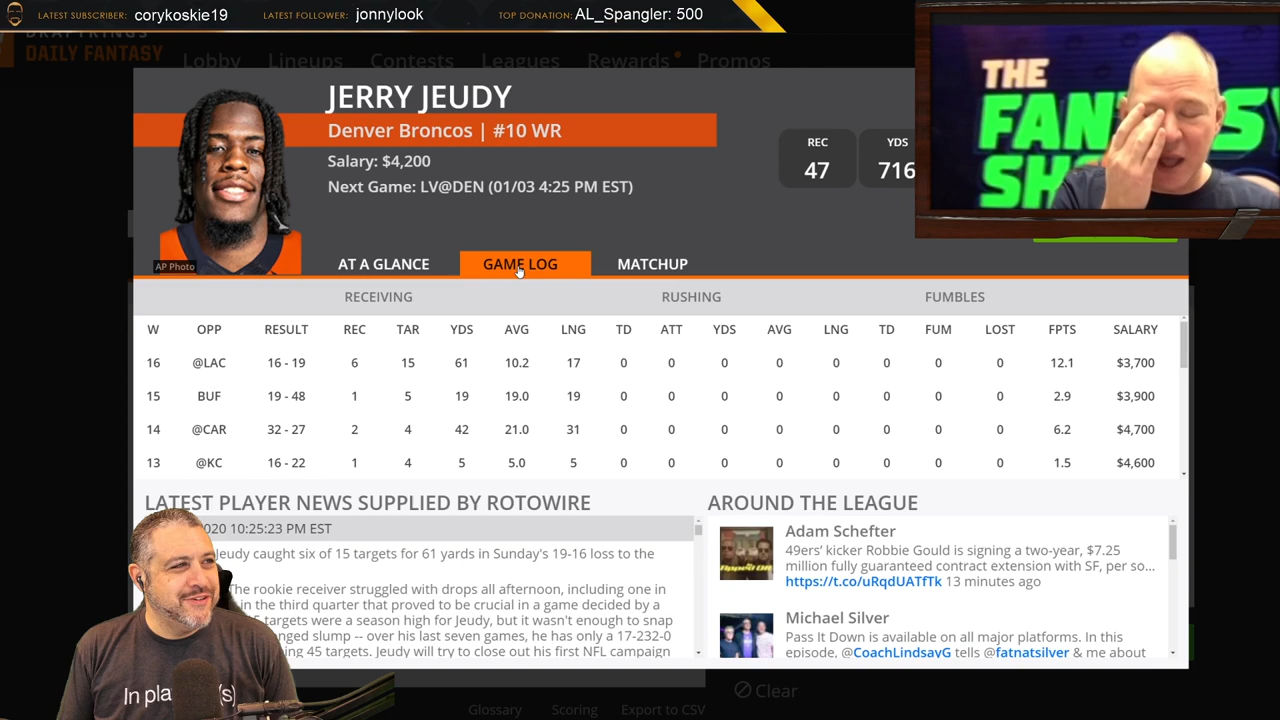 LATEST SUBSCRIBER: corykoskie19 LATEST FOLLOWER: jonnylook TOP DONATION: AL_Spangler: 500
DAILY FANTASY
Lobby Lineups Contests Leagues Rewards Promos
THE
JERRY JEUDY
Denver Broncos | #10 WR
Salary: $4,200
Next Game: LV@DEN (01/03 4:25 PM EST)
REC YDS
47 716
AP Photo
AT A GLANCE GAME LOG MATCHUP
RECEIVING RUSHING FUMBLES
W OPP RESULT REC TAR YDS AVG LNG TD ATT YDS AVG LNG TD FUM LOST FPTS SALARY
16 @LAC 16 - 19 6 15 61 10.2 17 0 0 0 0 0 0 0 0 12.1 $3,700
15 BUF 19 - 48 1 5 19 19.0 19 0 0 0 0 0 0 0 0 2.9 $3,900
14 @CAR 32 - 27 2 4 42 21.0 31 0 0 0 0 0 0 0 0 6.2 $4,700
13 @KC 16 - 22 1 4 5 5.0 5 0 0 0 0 0 0 0 0 1.5 $4,600
LATEST PLAYER NEWS SUPPLIED BY ROTOWIRE
020 10:25:23 PM EST
Jeudy caught six of 15 targets for 61 yards in Sunday's 19-16 loss to the
The rookie receiver struggled with drops all afternoon, including one in
in the third quarter that proved to be crucial in a game decided by a
5 targets were a season high for Jeudy, but it wasn't enough to snap
nged slump -- over his last seven games, he has only a 17-232-0
ing 45 targets. Jeudy will try to close out his first NFL campaign
AROUND THE LEAGUE
Adam Schefter
49ers' kicker Robbie Gould is signing a two-year, $7.25
million fully guaranteed contract extension with SF, per so...
https://t.co/uRqdUATfTk 13 minutes ago
Michael Silver
Pass It Down is available on all major platforms. In this
episode, @CoachLindsayG tells @fatnatsilver & me about
In pla (s)
Clear
Glossary Scoring Export to CSV